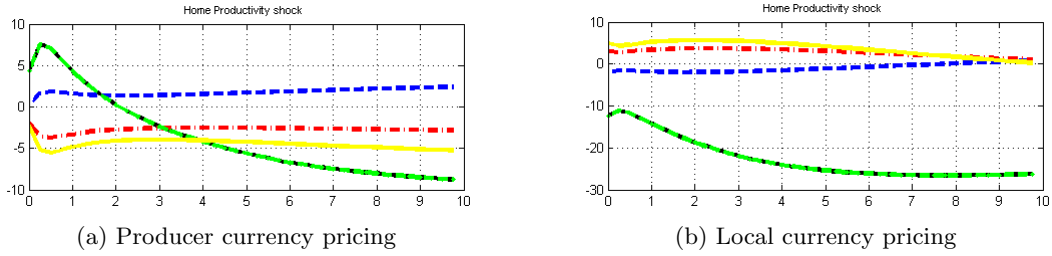 Home Productivity shock
10
5
0
-5
-10
0 1 2 3 4 5 6 7 8 9 10
(a) Producer currency pricing
Home Productivity shock
10
0
-10
-20
-30
0 1 2 3 4 5 6 7 8 9 10
(b) Local currency pricing